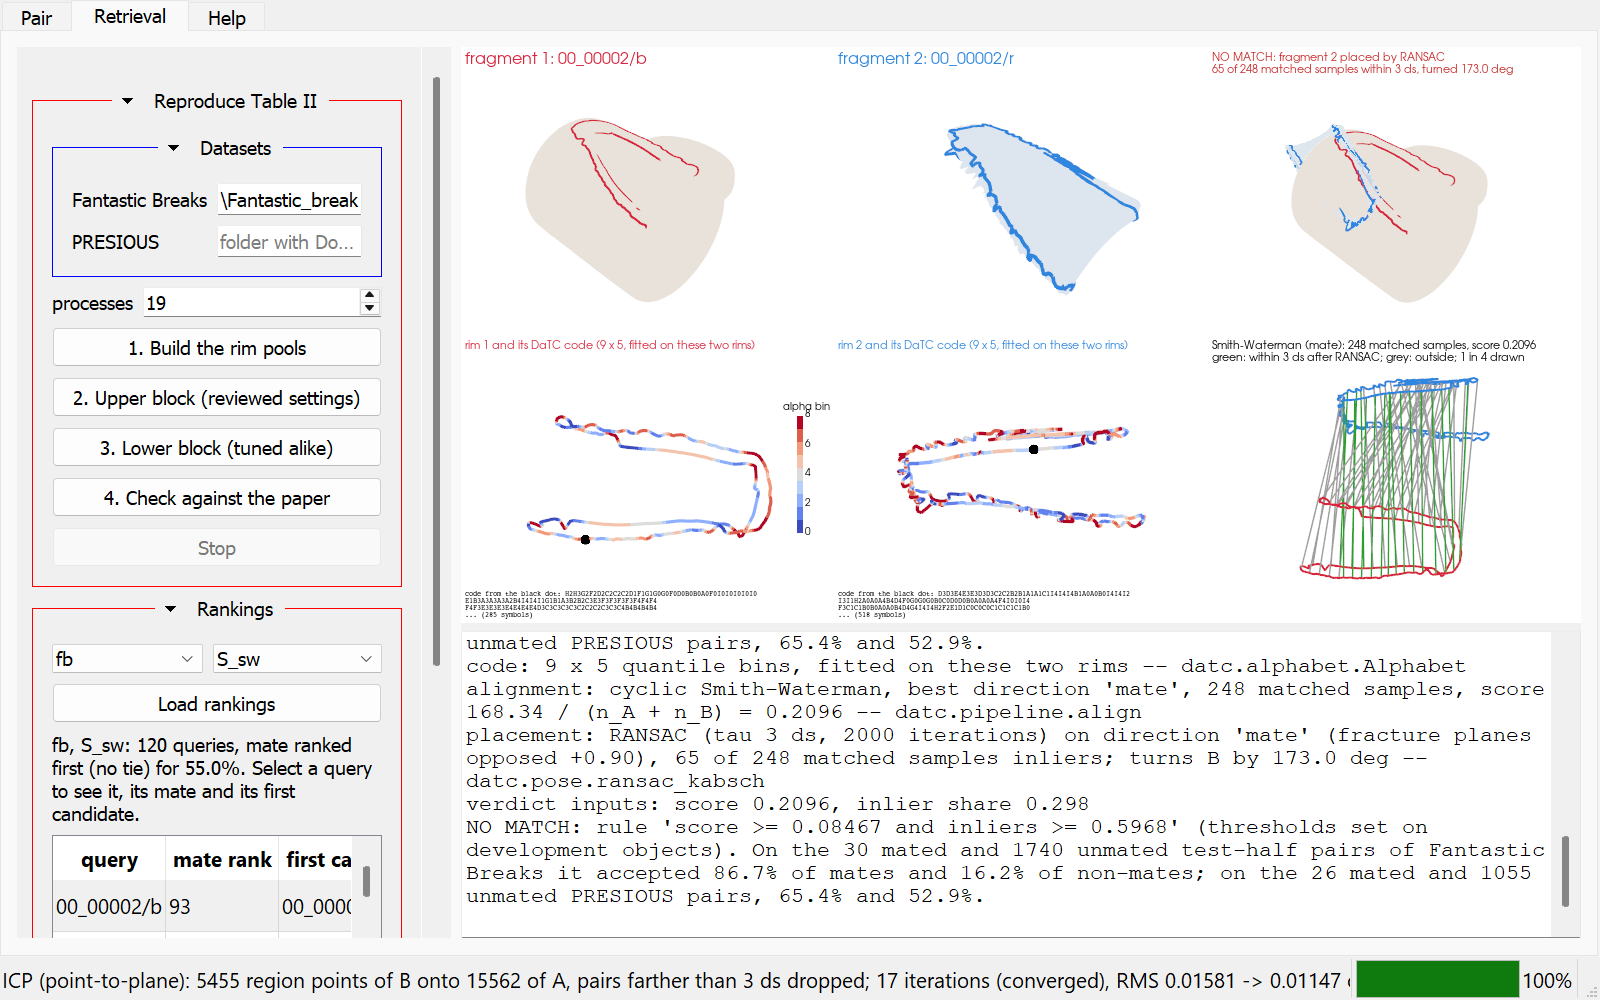 Pair
Retrieval
Help
Reproduce Table II
Datasets
Fantastic Breaks
\Fantastic_break
PRESIOUS
folder with Do...
processes
19
1. Build the rim pools
2. Upper block (reviewed settings)
3. Lower block (tuned alike)
4. Check against the paper
Stop
Rankings
fb
S_sw
Load rankings
fb, S_sw: 120 queries, mate ranked
first (no tie) for 55.0%. Select a query
to see it, its mate and its first
candidate.
query
mate rank
first ca
00_00002/b
93
00_000
fragment 1: 00_00002/b
fragment 2: 00_00002/r
NO MATCH: fragment 2 placed by RANSAC
65 of 248 matched samples within 3 ds, turned 173.0 deg
rim 1 and its DaTC code (9 x 5, fitted on these two rims)
rim 2 and its DaTC code (9 x 5, fitted on these two rims)
Smith-Waterman (mate): 248 matched samples, score 0.2096
green: within 3 ds after RANSAC; grey: outside; 1 in 4 drawn
alpha bin
8
6
4
2
0
... (285 symbols)
... (518 symbols)
unmated PRESIOUS pairs, 65.4% and 52.9%.
code: 9 x 5 quantile bins, fitted on these two rims -- datc.alphabet.Alphabet
alignment: cyclic Smith-Waterman, best direction 'mate', 248 matched samples, score
168.34 / (n_A + n_B) = 0.2096 -- datc.pipeline.align
placement: RANSAC (tau 3 ds, 2000 iterations) on direction 'mate' (fracture planes
opposed +0.90), 65 of 248 matched samples inliers; turns B by 173.0 deg --
datc.pose.ransac_kabsch
verdict inputs: score 0.2096, inlier share 0.298
NO MATCH: rule 'score >= 0.08467 and inliers >= 0.5968' (thresholds set on
development objects). On the 30 mated and 1740 unmated test-half pairs of Fantastic
Breaks it accepted 86.7% of mates and 16.2% of non-mates; on the 26 mated and 1055
unmated PRESIOUS pairs, 65.4% and 52.9%.
ICP (point-to-plane): 5455 region points of B onto 15562 of A, pairs farther than 3 ds dropped; 17 iterations (converged), RMS 0.01581 -> 0.01147
100%